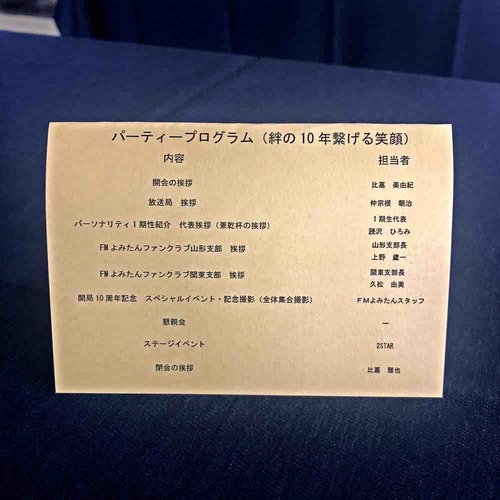 パーティープログラム（絆の10年繋げる笑顔）
内容 担当者
開会の挨拶 比嘉 美由紀
放送局 挨拶 仲宗根 朝治
パーソナリティ1期性紹介 代表挨拶（兼乾杯の挨拶） 1期生代表
読沢 ひろみ
FMよみたんファンクラブ山形支部 挨拶 山形支部長
上野 歳一
FMよみたんファンクラブ関東支部 挨拶 関東支部長
久松 由美
開局10周年記念 スペシャルイベント・記念撮影（全体集合撮影） FMよみたんスタッフ
懇親会 ー
ステージイベント 2STAR
閉会の挨拶 比嘉 雅也